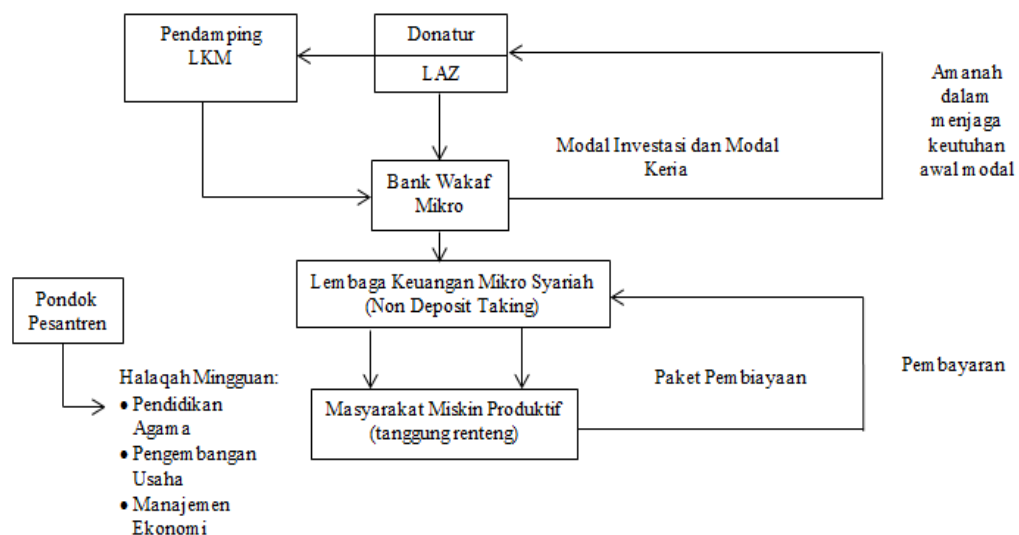 Pendamping
LKM
Donatur
LAZ
Amanah
dalam
menjaga
keutuhan
awal modal
Modal Investasi dan Modal
Kerja
Bank Wakaf
Mikro
Lembaga Keuangan Mikro Syariah
(Non Deposit Taking)
Pondok
Pesantren
Halaqah Mingguan:
• Pendidikan
Agama
• Pengembangan
Usaha
• Manajemen
Ekonomi
Paket Pembiayaan
Pembayaran
Masyarakat Miskin Produktif
(tanggung renteng)